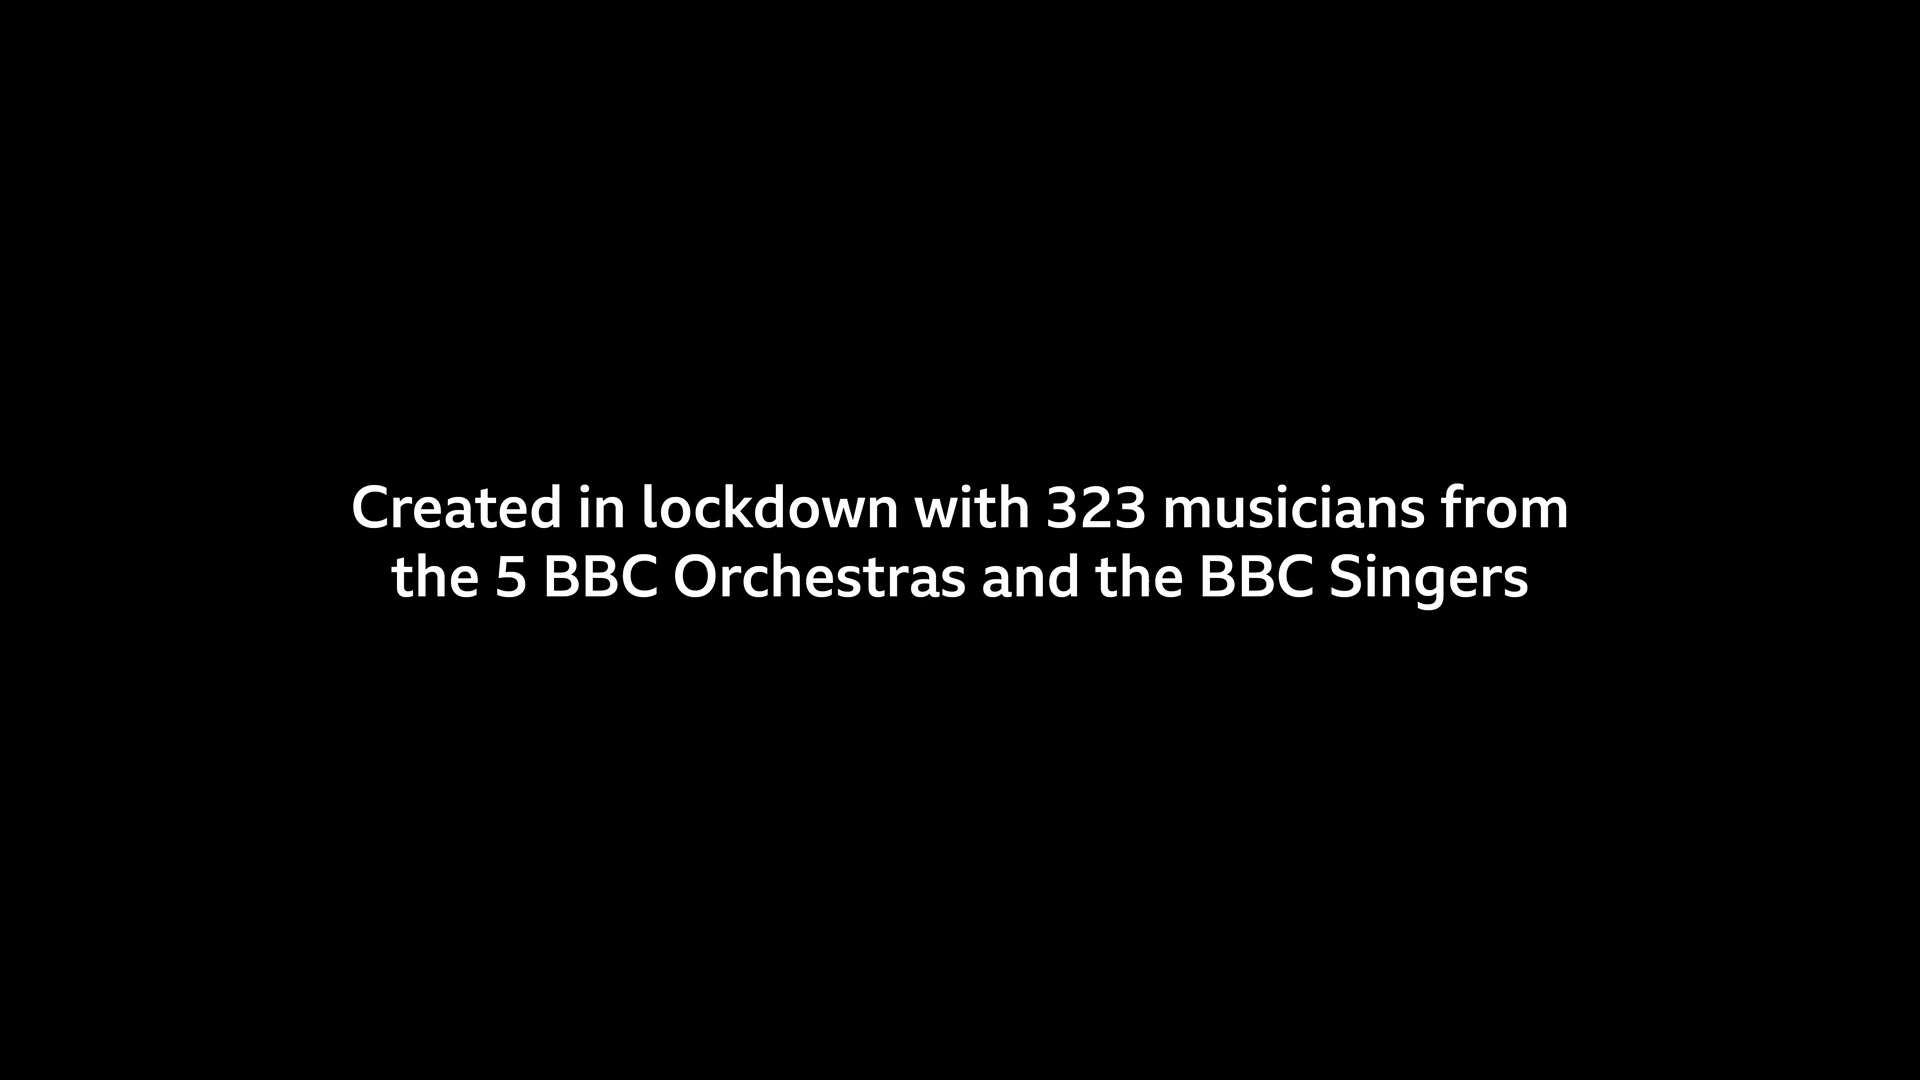 Created in lockdown with 323 musicians from
the 5 BBC Orchestras and the BBC Singers